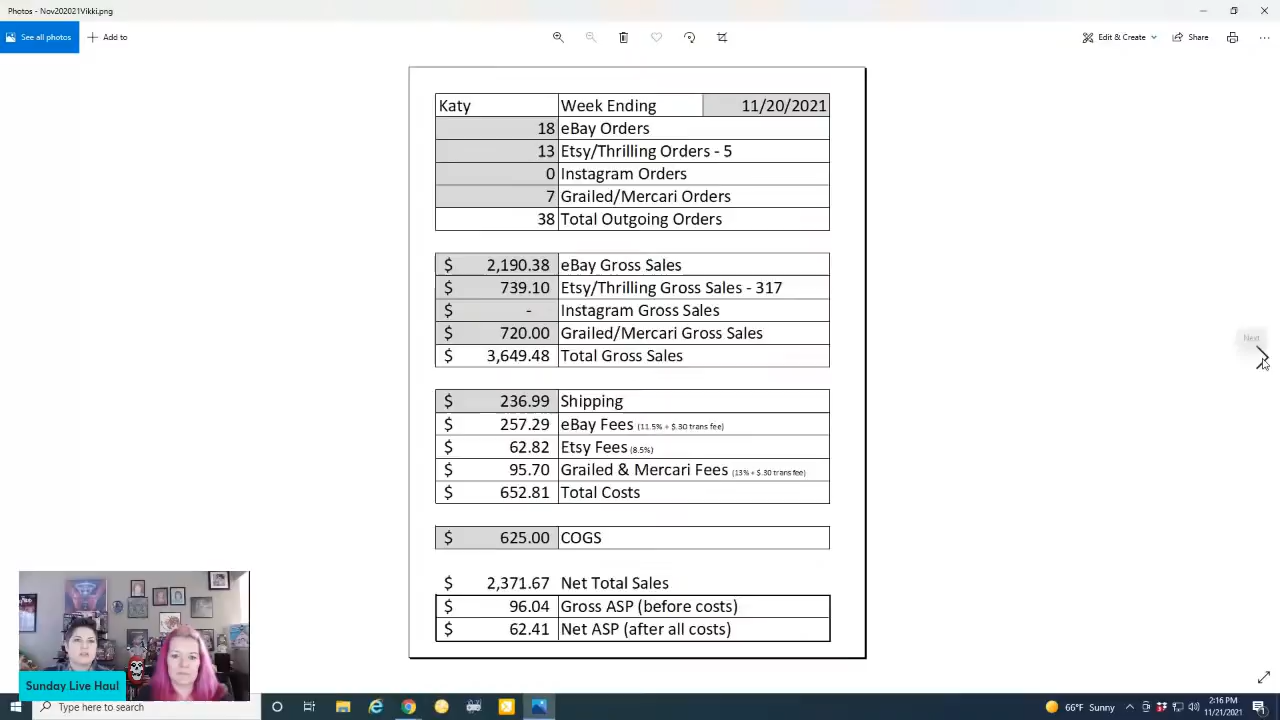 Photos - Nov202021Vikki.png
See all photos
Add to
Edit & Create
Share
Katy Week Ending 11/20/2021
18 eBay Orders
13 Etsy/Thrilling Orders - 5
0 Instagram Orders
7 Grailed/Mercari Orders
38 Total Outgoing Orders
$ 2,190.38 eBay Gross Sales
$ 739.10 Etsy/Thrilling Gross Sales - 317
$ - Instagram Gross Sales
$ 720.00 Grailed/Mercari Gross Sales
$ 3,649.48 Total Gross Sales
Next
$ 236.99 Shipping
$ 257.29 eBay Fees (11.5% + $.30 trans fee)
$ 62.82 Etsy Fees (8.5%)
$ 95.70 Grailed & Mercari Fees (13% + $.30 trans fee)
$ 652.81 Total Costs
$ 625.00 COGS
$ 2,371.67 Net Total Sales
$ 96.04 Gross ASP (before costs)
$ 62.41 Net ASP (after all costs)
Sunday Live Haul
Type here to search
66°F Sunny
2:16 PM
11/21/2021